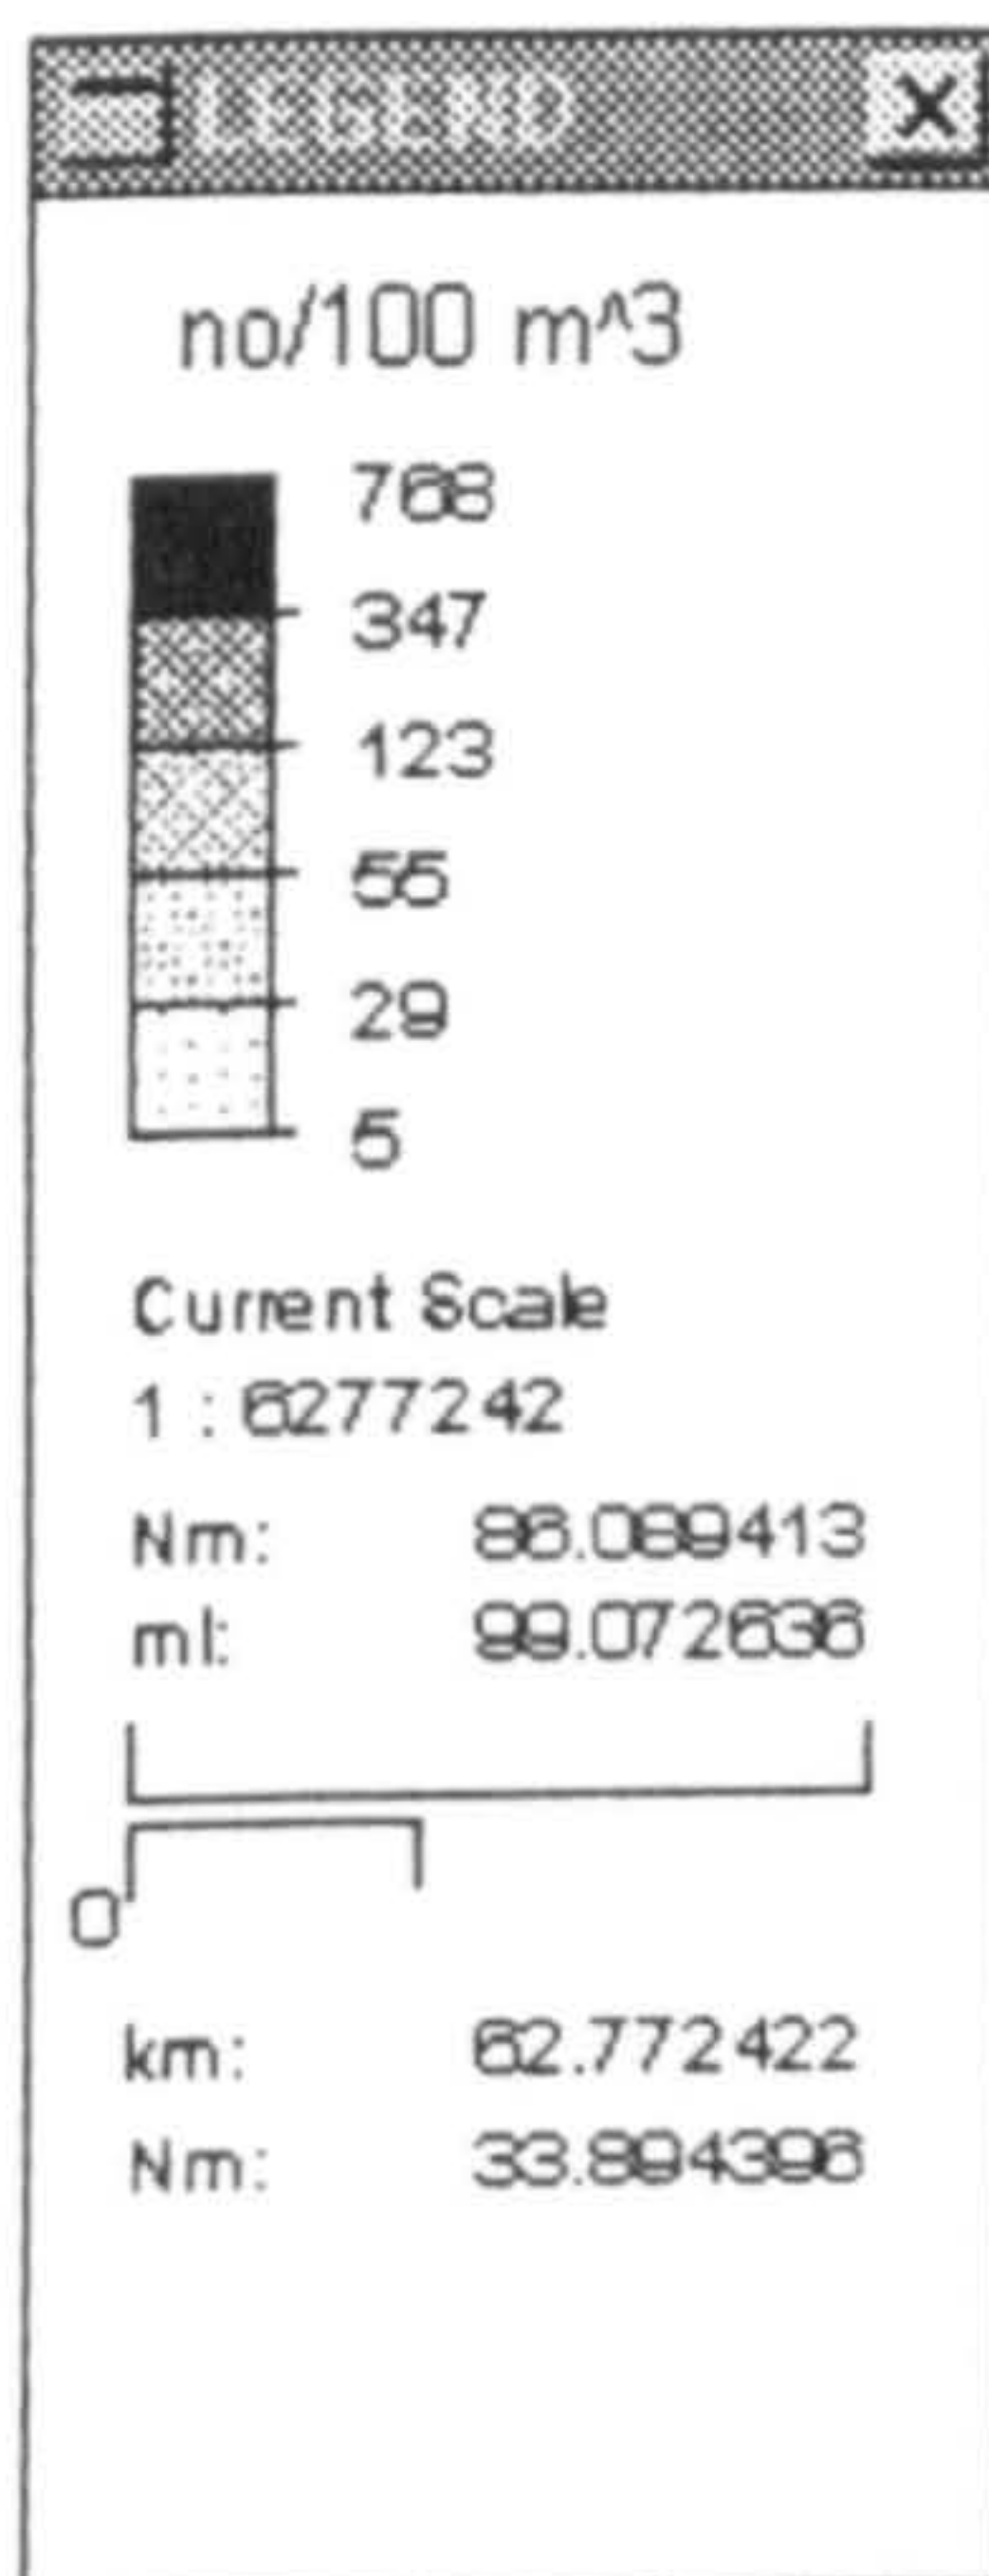 LEGEND
no/100 m^3
768
347
123
55
29
5
Current Scale
1 : 6277242
Nm: 86.089413
ml: 99.072636
0
km: 62.772422
Nm: 33.894396